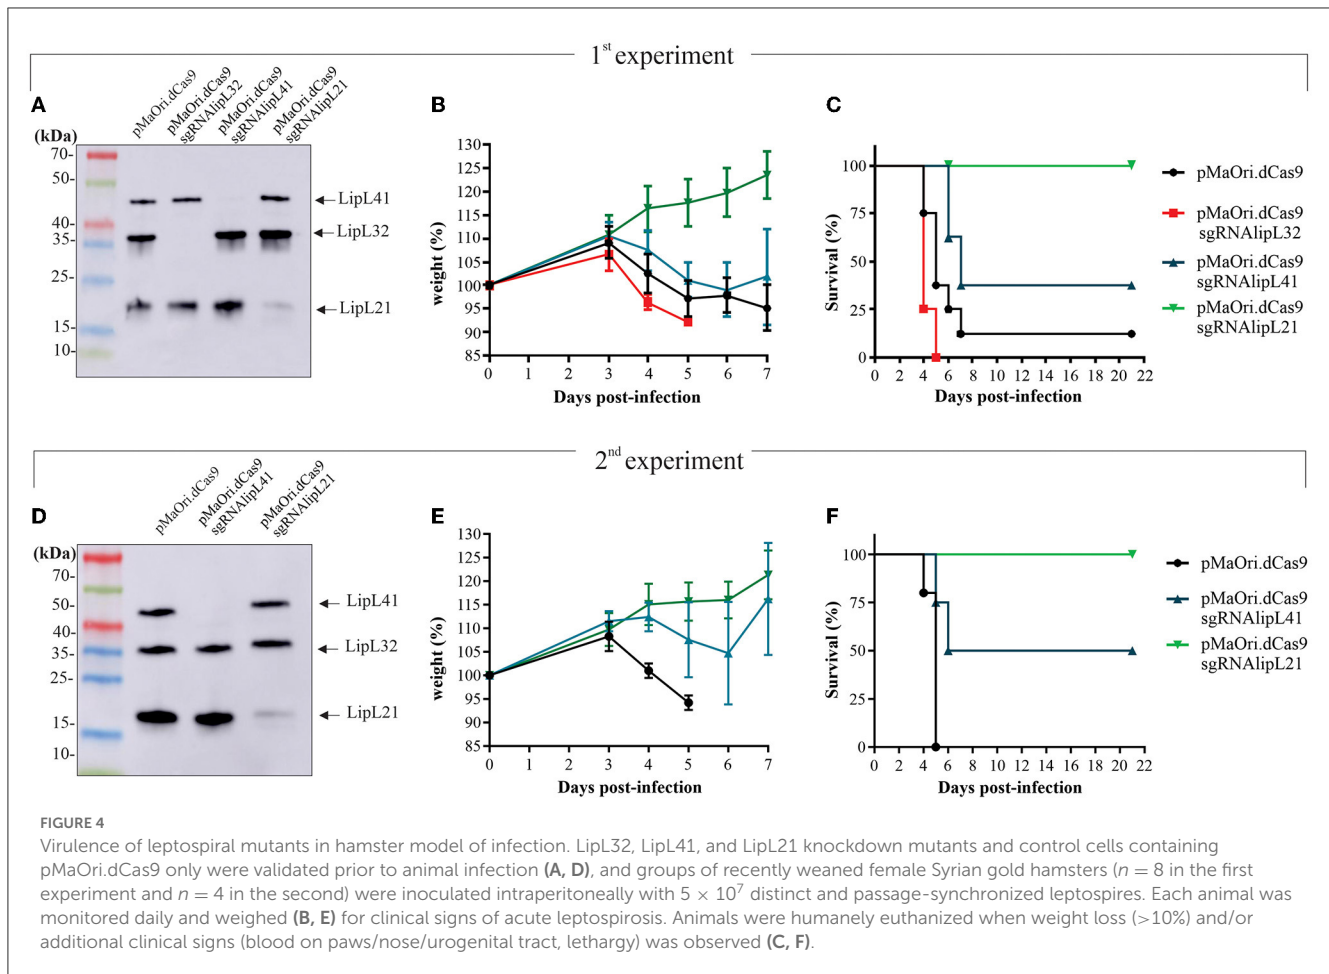 1st experiment
A
pMaOri.dCas9
pMaOri.dCas9
sgRNAlipL32
pMaOri.dCas9
sgRNAlipL41
pMaOri.dCas9
sgRNAlipL21
(kDa)
70-
50-
40-
35-
25-
15-
10-
LipL41
LipL32
LipL21
B
130
125
120
115
110
105
100
95
90
85
weight (%)
0 1 2 3 4 5 6 7
Days post-infection
C
100
75
50
25
0
Survival (%)
0 2 4 6 8 10 12 14 16 18 20 22
Days post-infection
pMaOri.dCas9
pMaOri.dCas9
sgRNAlipL32
pMaOri.dCas9
sgRNAlipL41
pMaOri.dCas9
sgRNAlipL21
2nd experiment
D
pMaOri.dCas9
pMaOri.dCas9
sgRNAlipL41
pMaOri.dCas9
sgRNAlipL21
(kDa)
70-
50-
40-
35-
25-
15-
10-
LipL41
LipL32
LipL21
E
130
125
120
115
110
105
100
95
90
85
weight (%)
0 1 2 3 4 5 6 7
Days post-infection
F
100
75
50
25
0
Survival (%)
0 2 4 6 8 10 12 14 16 18 20 22
Days post-infection
pMaOri.dCas9
pMaOri.dCas9
sgRNAlipL41
pMaOri.dCas9
sgRNAlipL21
FIGURE 4
Virulence of leptospiral mutants in hamster model of infection. LipL32, LipL41, and LipL21 knockdown mutants and control cells containing
pMaOri.dCas9 only were validated prior to animal infection (A, D), and groups of recently weaned female Syrian gold hamsters (n = 8 in the first
experiment and n = 4 in the second) were inoculated intraperitoneally with 5 × 10⁷ distinct and passage-synchronized leptospires. Each animal was
monitored daily and weighed (B, E) for clinical signs of acute leptospirosis. Animals were humanely euthanized when weight loss (>10%) and/or
additional clinical signs (blood on paws/nose/urogenital tract, lethargy) was observed (C, F).